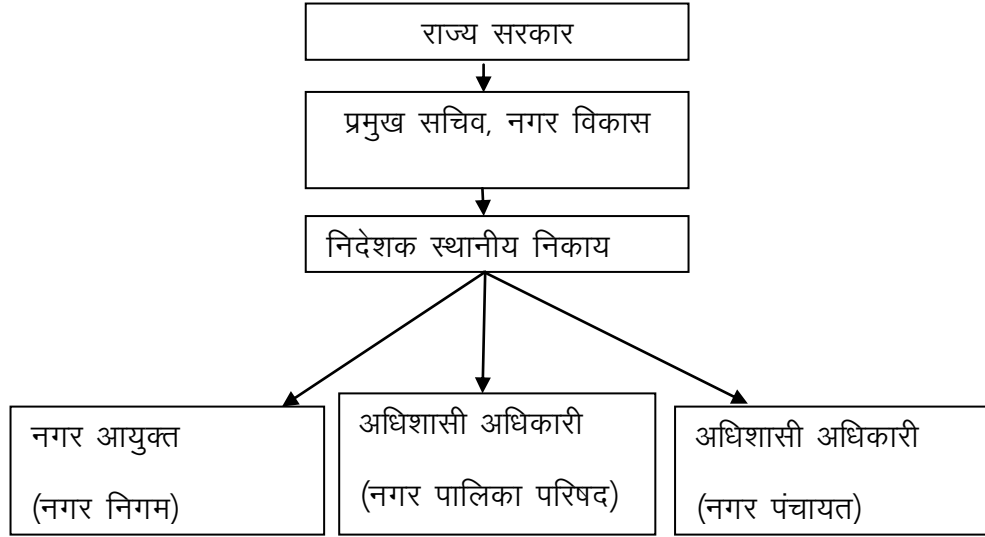 राज्य सरकार
प्रमुख सचिव, नगर विकास
निदेशक स्थानीय निकाय
नगर आयुक्त
(नगर निगम)
अधिशासी अधिकारी
(नगर पालिका परिषद)
अधिशासी अधिकारी
(नगर पंचायत)